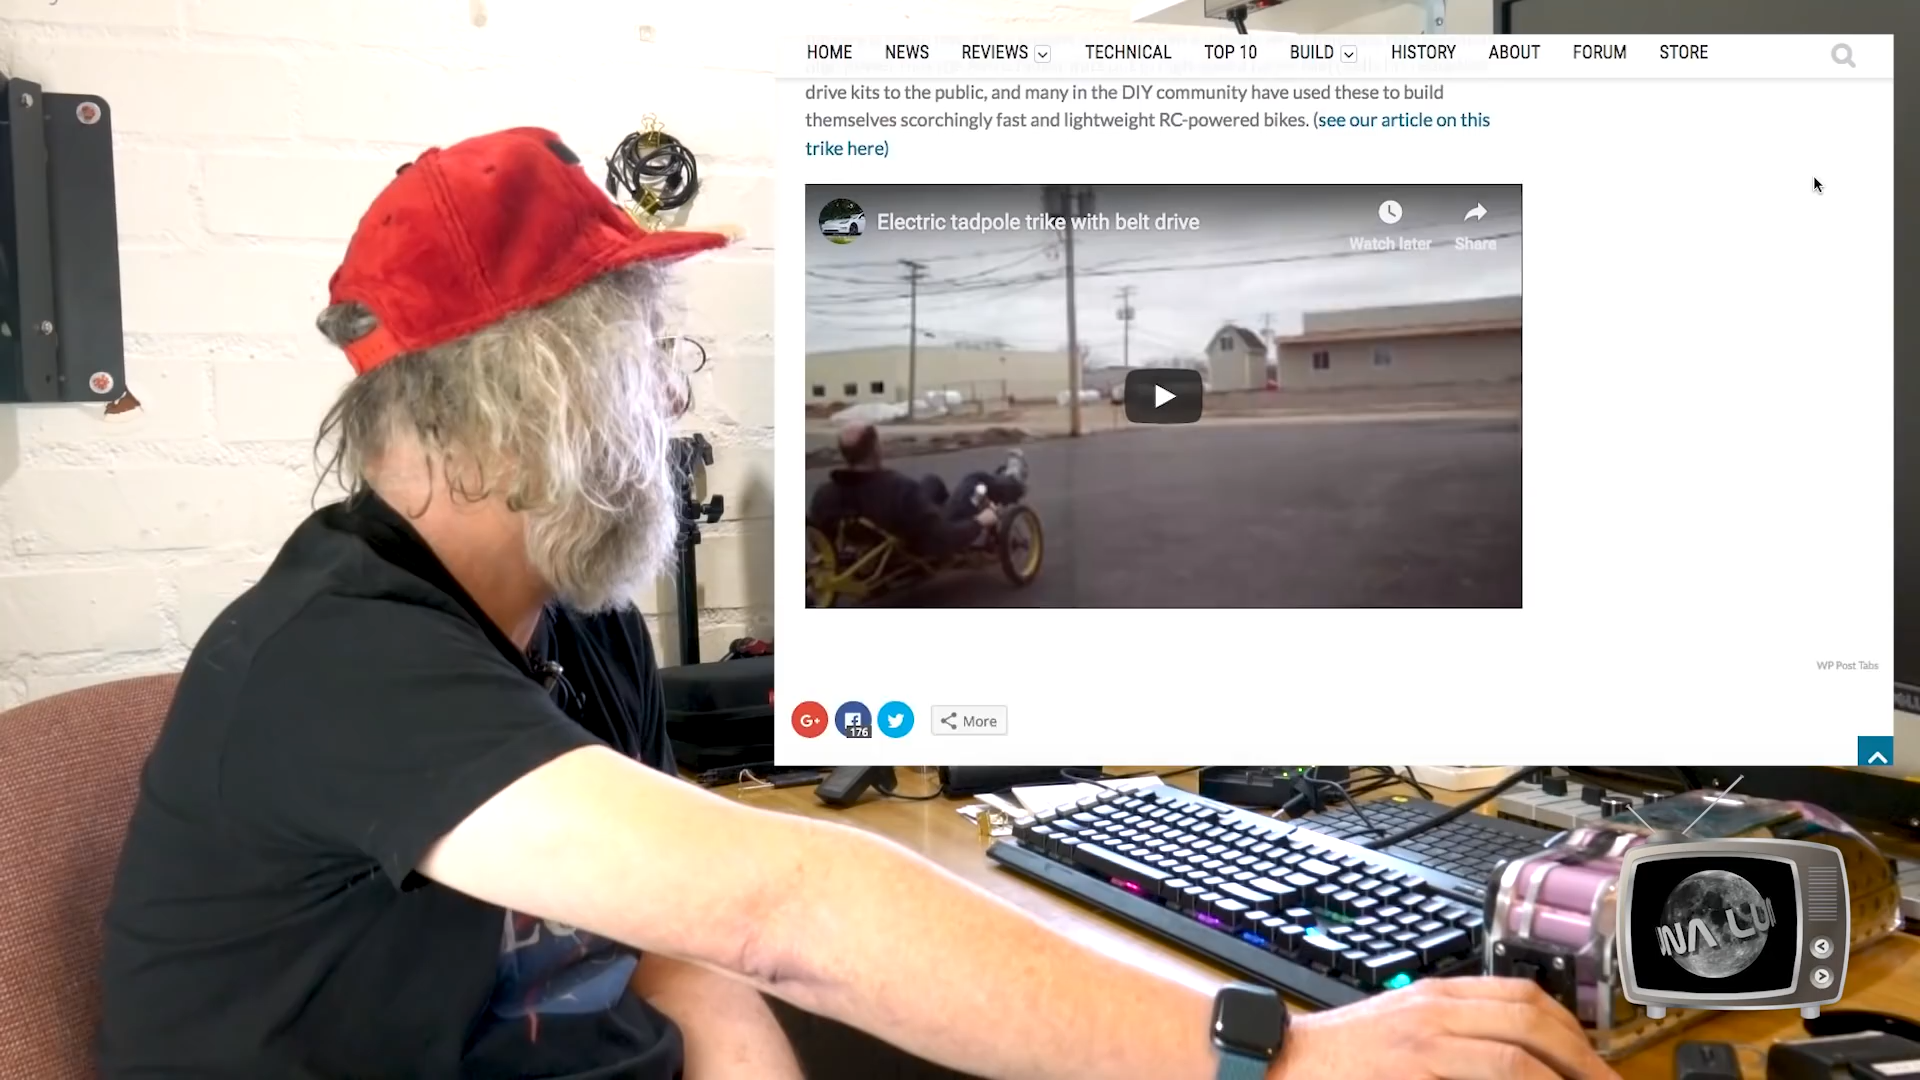 HOME NEWS REVIEWS TECHNICAL TOP 10 BUILD HISTORY ABOUT FORUM STORE
drive kits to the public, and many in the DIY community have used these to build
themselves scorchingly fast and lightweight RC-powered bikes. (see our article on this
trike here)
Electric tadpole trike with belt drive
Watch later Share
WP Post Tabs
G+ 176 More